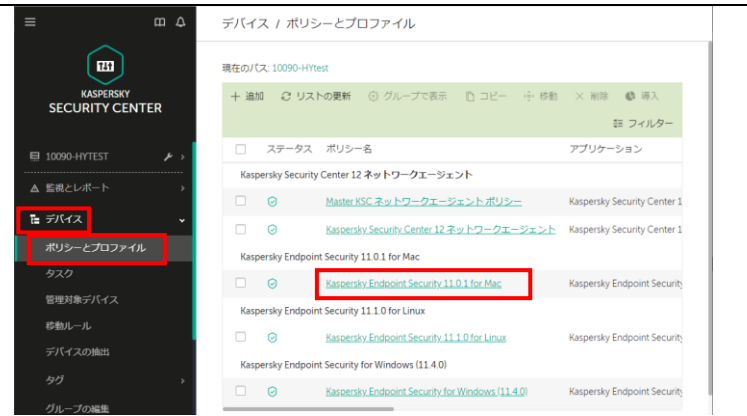 デバイス / ポリシーとプロファイル
KASPERSKY
SECURITY CENTER
10090-HYTEST
監視とレポート
デバイス
ポリシーとプロファイル
タスク
管理対象デバイス
移動ルール
デバイスの抽出
タグ
グループの編集
現在のパス: 10090-HYtest
追加 リストの更新 グループで表示 コピー 移動 削除 導入
フィルター
ステータス ポリシー名 アプリケーション
Kaspersky Security Center 12 ネットワークエージェント
Master KSC ネットワークエージェント ポリシー Kaspersky Security Center 1
Kaspersky Security Center 12 ネットワークエージェント Kaspersky Security Center 1
Kaspersky Endpoint Security 11.0.1 for Mac
Kaspersky Endpoint Security 11.0.1 for Mac Kaspersky Endpoint Security
Kaspersky Endpoint Security 11.1.0 for Linux
Kaspersky Endpoint Security 11.1.0 for Linux Kaspersky Endpoint Security
Kaspersky Endpoint Security for Windows (11.4.0)
Kaspersky Endpoint Security for Windows (11.4.0) Kaspersky Endpoint Security